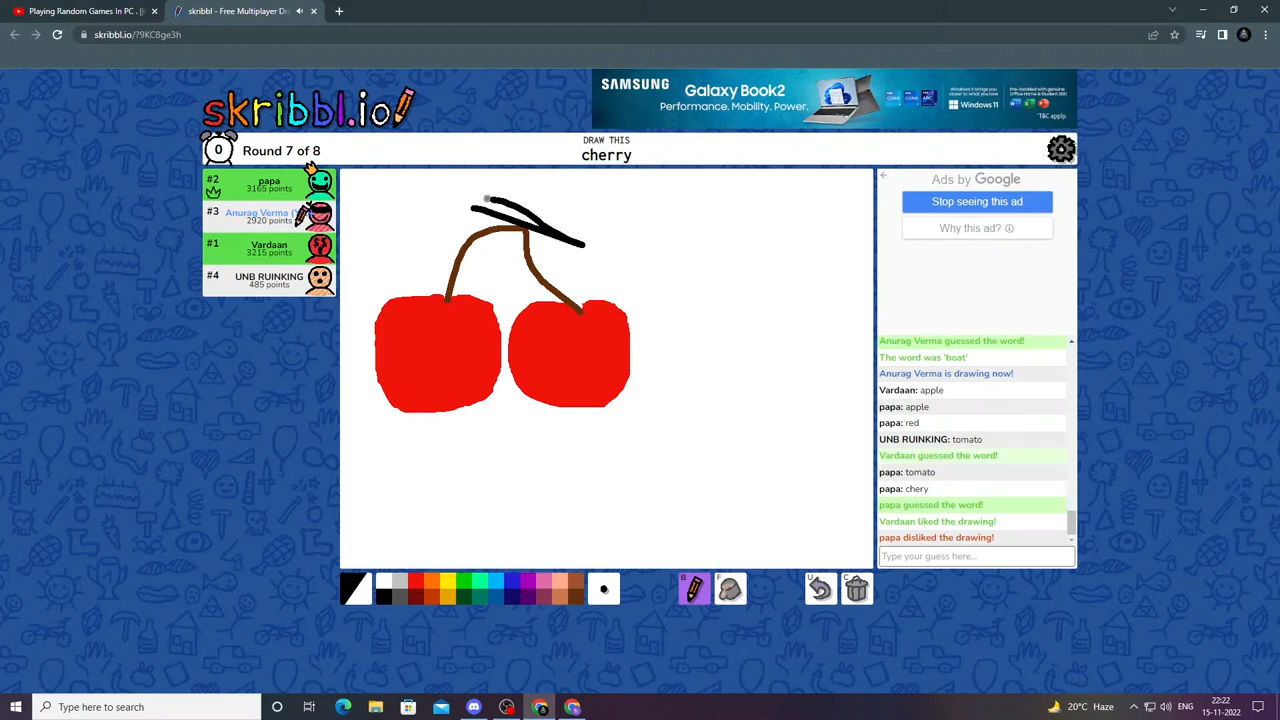 Playing Random Games In PC . |
skribbl - Free Multiplayer Dra
skribbl.io/?9KC8ge3h
skribbl.io
SAMSUNG
Galaxy Book2
Performance. Mobility. Power.
Windows 11
*T&C apply.
0
Round 7 of 8
DRAW THIS
cherry
#2
papa
3165 points
#3
Anurag Verma
2920 points
#1
Vardaan
3215 points
#4
UNB RUINKING
485 points
Ads by Google
Stop seeing this ad
Why this ad?
Anurag Verma guessed the word!
The word was 'boat'
Anurag Verma is drawing now!
Vardaan: apple
papa: apple
papa: red
UNB RUINKING: tomato
Vardaan guessed the word!
papa: tomato
papa: chery
papa guessed the word!
Vardaan liked the drawing!
papa disliked the drawing!
Type your guess here...
B
F
U
C
Type here to search
20°C Haze
ENG
22:22
15-11-2022